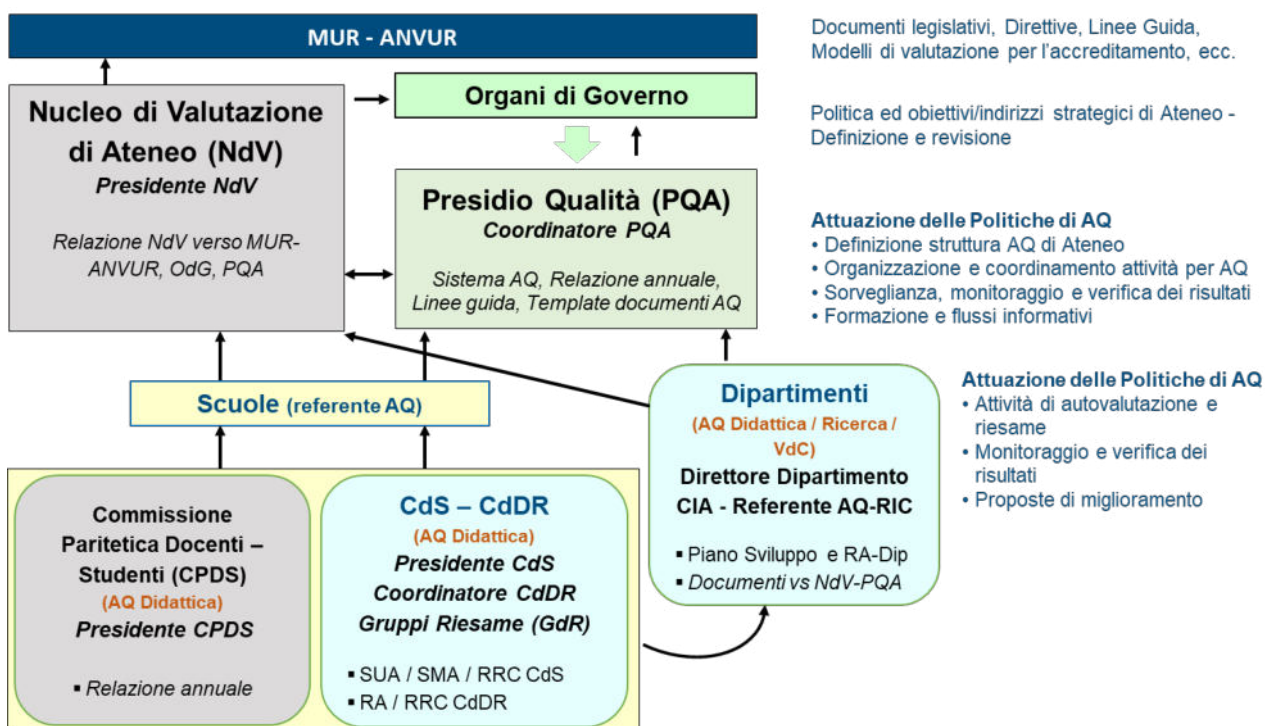 MUR - ANVUR
Documenti legislativi, Direttive, Linee Guida,
Modelli di valutazione per l'accreditamento, ecc.
Nucleo di Valutazione
di Ateneo (NdV)
Presidente NdV
Relazione NdV verso MUR-
ANVUR, OdG, PQA
Organi di Governo
Politica ed obiettivi/indirizzi strategici di Ateneo -
Definizione e revisione
Presidio Qualità (PQA)
Coordinatore PQA
Sistema AQ, Relazione annuale,
Linee guida, Template documenti AQ
Attuazione delle Politiche di AQ
• Definizione struttura AQ di Ateneo
• Organizzazione e coordinamento attività per AQ
• Sorveglianza, monitoraggio e verifica dei risultati
• Formazione e flussi informativi
Scuole (referente AQ)
Dipartimenti
(AQ Didattica / Ricerca /
VdC)
Direttore Dipartimento
CIA - Referente AQ-RIC
▪ Piano Sviluppo e RA-Dip
▪ Documenti vs NdV-PQA
Attuazione delle Politiche di AQ
• Attività di autovalutazione e
riesame
• Monitoraggio e verifica dei
risultati
• Proposte di miglioramento
Commissione
Paritetica Docenti –
Studenti (CPDS)
(AQ Didattica)
Presidente CPDS
▪ Relazione annuale
CdS – CdDR
(AQ Didattica)
Presidente CdS
Coordinatore CdDR
Gruppi Riesame (GdR)
▪ SUA / SMA / RRC CdS
▪ RA / RRC CdDR